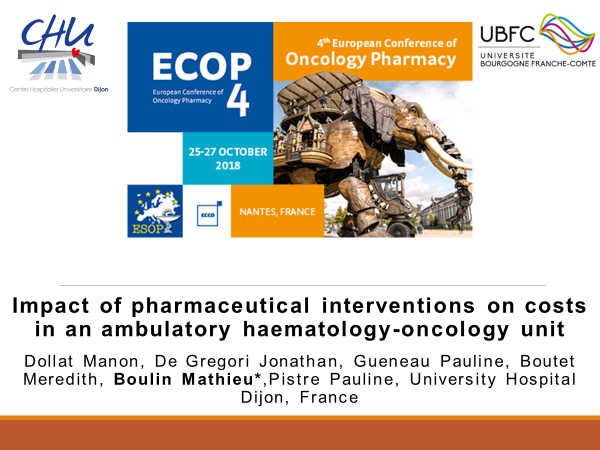 CHU
Centre Hospitalier Universitaire Dijon
ECOP
European Conference of
Oncology Pharmacy
4
4th European Conference of
Oncology Pharmacy
25-27 OCTOBER
2018
ESOP
ECCO
NANTES, FRANCE
UBFC
UNIVERSITÉ
BOURGOGNE FRANCHE-COMTÉ
Impact of pharmaceutical interventions on costs
in an ambulatory haematology-oncology unit
Dollat Manon, De Gregori Jonathan, Gueneau Pauline, Boutet
Meredith, Boulin Mathieu*,Pistre Pauline, University Hospital
Dijon, France